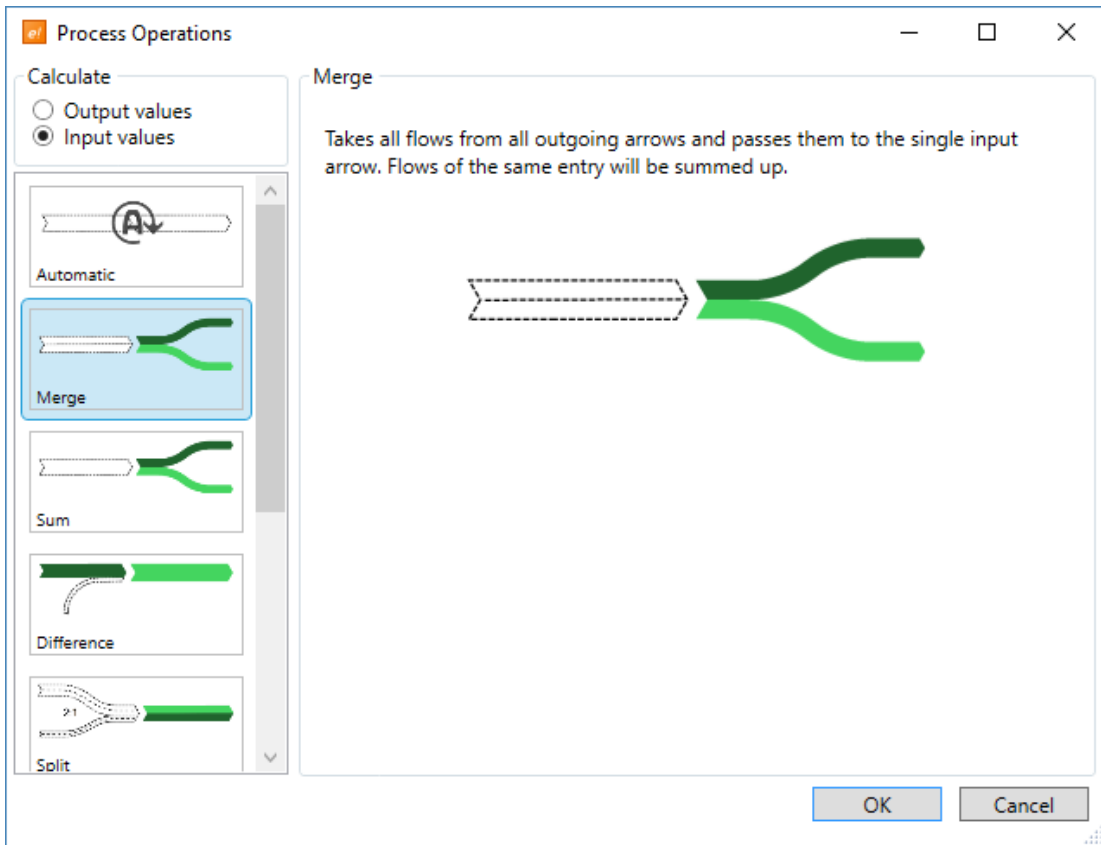 e!
Process Operations
Calculate
Output values
Input values
Automatic
Merge
Sum
Difference
2:1
Split
Merge
Takes all flows from all outgoing arrows and passes them to the single input
arrow. Flows of the same entry will be summed up.
OK
Cancel